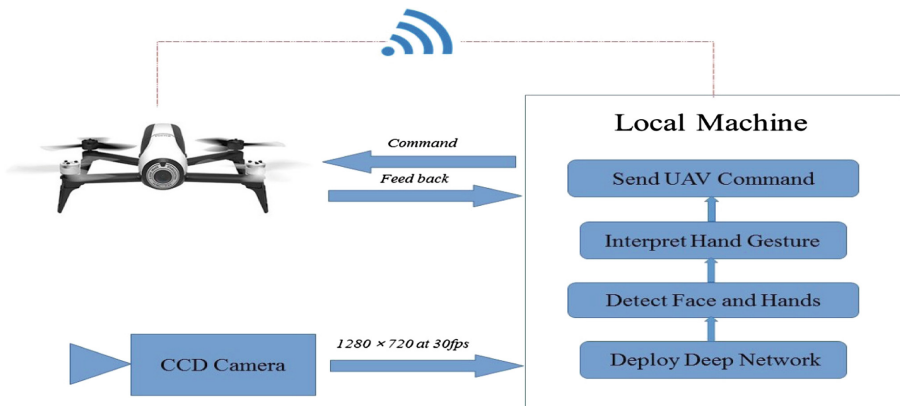 Local Machine
Command
Send UAV Command
Feed back
Interpret Hand Gesture
Detect Face and Hands
1280 × 720 at 30fps
CCD Camera
Deploy Deep Network